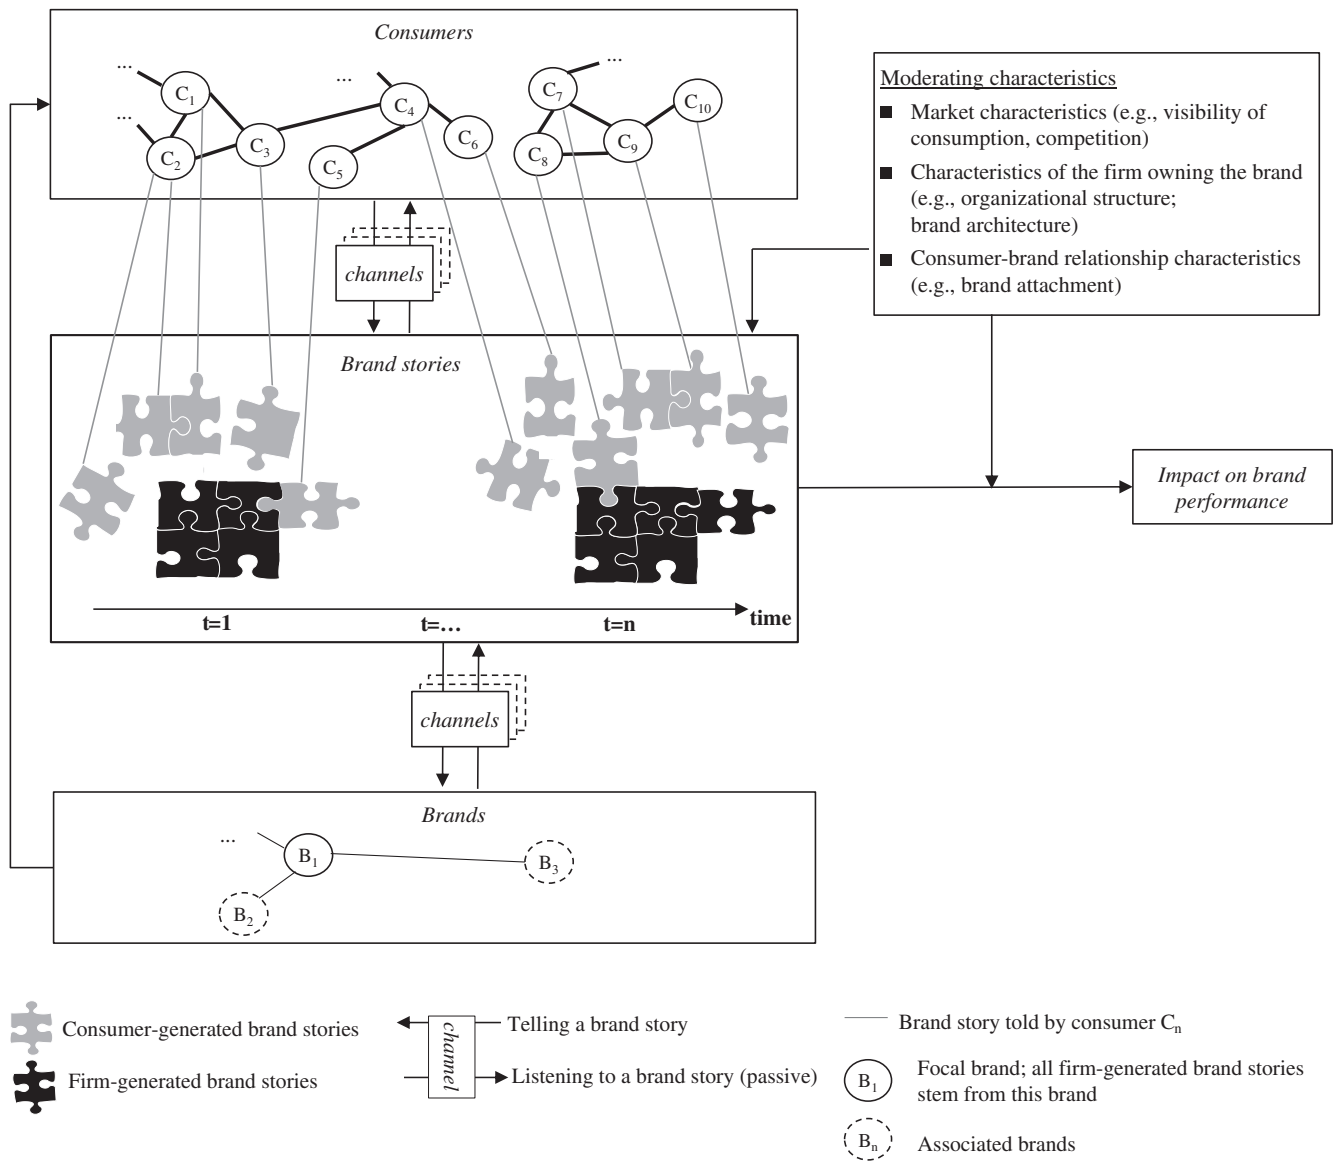 Consumers
...
...
...
...
C1
C2
C3
C4
C5
C6
C7
C8
C9
C10
Moderating characteristics
Market characteristics (e.g., visibility of
consumption, competition)
Characteristics of the firm owning the brand
(e.g., organizational structure;
brand architecture)
Consumer-brand relationship characteristics
(e.g., brand attachment)
channels
Brand stories
Impact on brand
performance
t=1
t=...
t=n
time
channels
Brands
...
B1
B2
B3
Consumer-generated brand stories
Firm-generated brand stories
channel
Telling a brand story
Listening to a brand story (passive)
Brand story told by consumer Cn
B1
Focal brand; all firm-generated brand stories
stem from this brand
Bn
Associated brands